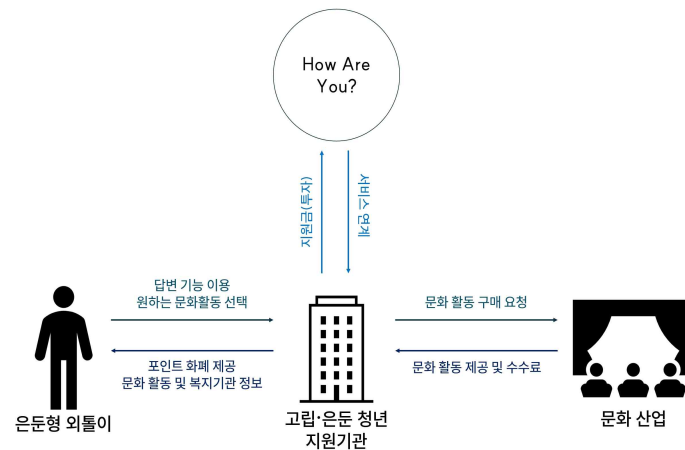 How Are
You?
지원금(투자)
서비스 연계
답변 기능 이용
원하는 문화활동 선택
문화 활동 구매 요청
포인트 화폐 제공
문화 활동 및 복지기관 정보
문화 활동 제공 및 수수료
은둔형 외톨이
고립·은둔 청년
지원기관
문화 산업